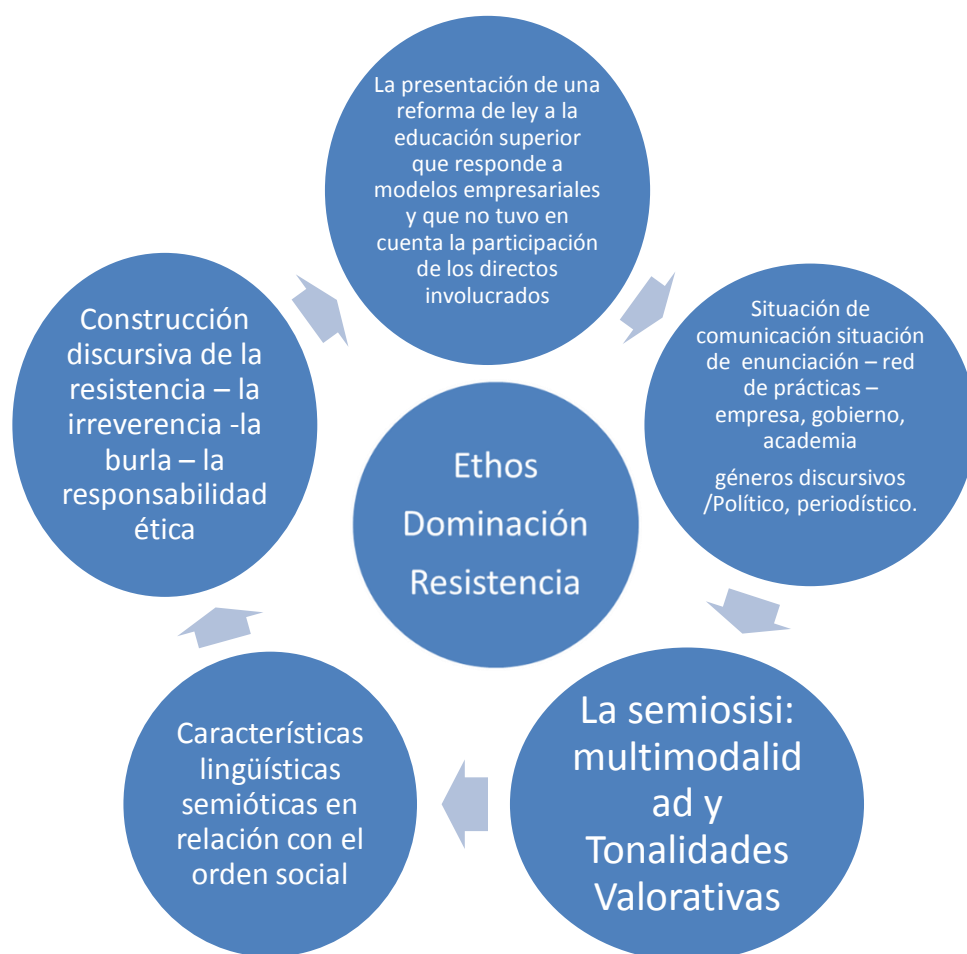 La presentación de una
reforma de ley a la
educación superior
que responde a
modelos empresariales
y que no tuvo en
cuenta la participación
de los directos
involucrados
Situación de
comunicación situación
de enunciación – red
de prácticas –
empresa, gobierno,
academia
géneros discursivos
/Político, periodístico.
La semiosisi:
multimodalid
ad y
Tonalidades
Valorativas
Características
lingüísticas
semióticas en
relación con el
orden social
Construcción
discursiva de la
resistencia – la
irreverencia -la
burla – la
responsabilidad
ética
Ethos
Dominación
Resistencia